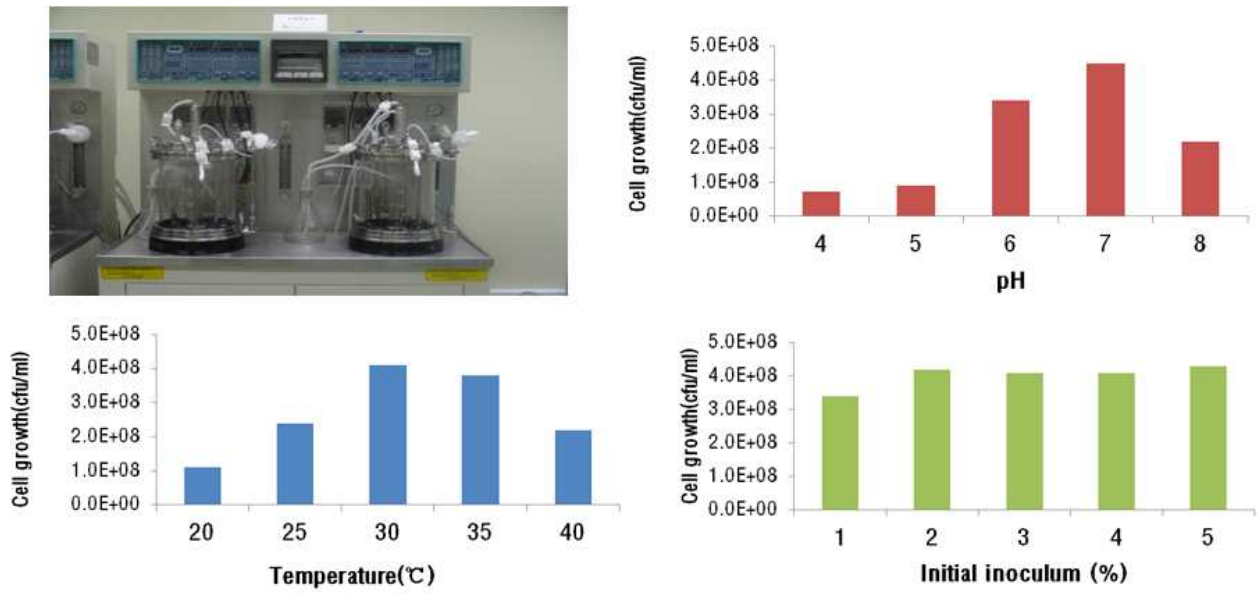 Cell growth(cfu/ml)
5.0E+08
4.0E+08
3.0E+08
2.0E+08
1.0E+08
0.0E+00
4 5 6 7 8
pH
Cell growth(cfu/ml)
5.0E+08
4.0E+08
3.0E+08
2.0E+08
1.0E+08
0.0E+00
20 25 30 35 40
Temperature(℃)
Cell growth(cfu/ml)
5.0E+08
4.0E+08
3.0E+08
2.0E+08
1.0E+08
0.0E+00
1 2 3 4 5
Initial inoculum (%)